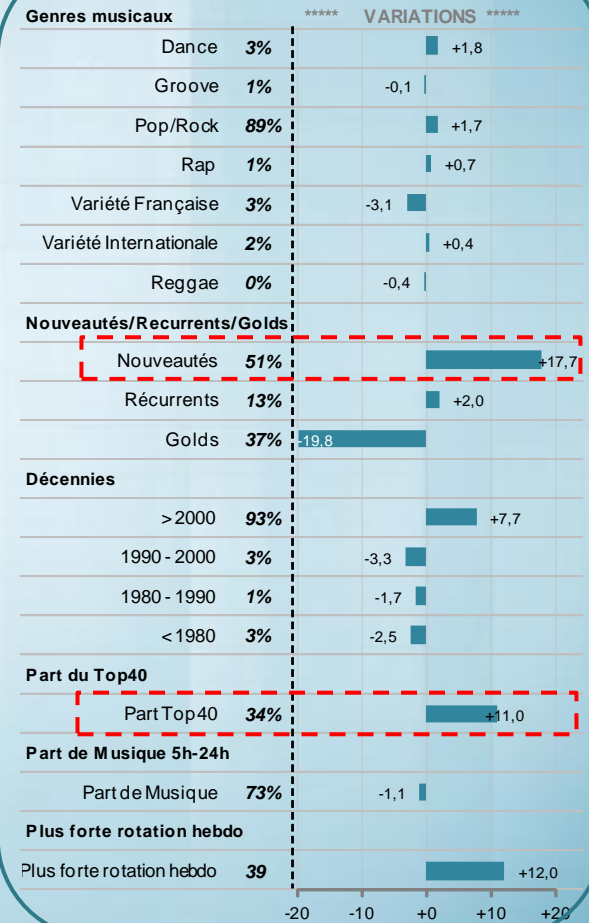 Genres musicaux ***** VARIATIONS *****
Dance 3% +1,8
Groove 1% -0,1
Pop/Rock 89% +1,7
Rap 1% +0,7
Variété Française 3% -3,1
Variété Internationale 2% +0,4
Reggae 0% -0,4
Nouveautés/Recurrents/Golds
Nouveautés 51% +17,7
Récurrents 13% +2,0
Golds 37% -19,8
Décennies
> 2000 93% +7,7
1990 - 2000 3% -3,3
1980 - 1990 1% -1,7
< 1980 3% -2,5
Part du Top40
Part Top40 34% +11,0
Part de Musique 5h-24h
Part de Musique 73% -1,1
Plus forte rotation hebdo
Plus forte rotation hebdo 39 +12,0
-20 -10 +0 +10 +20